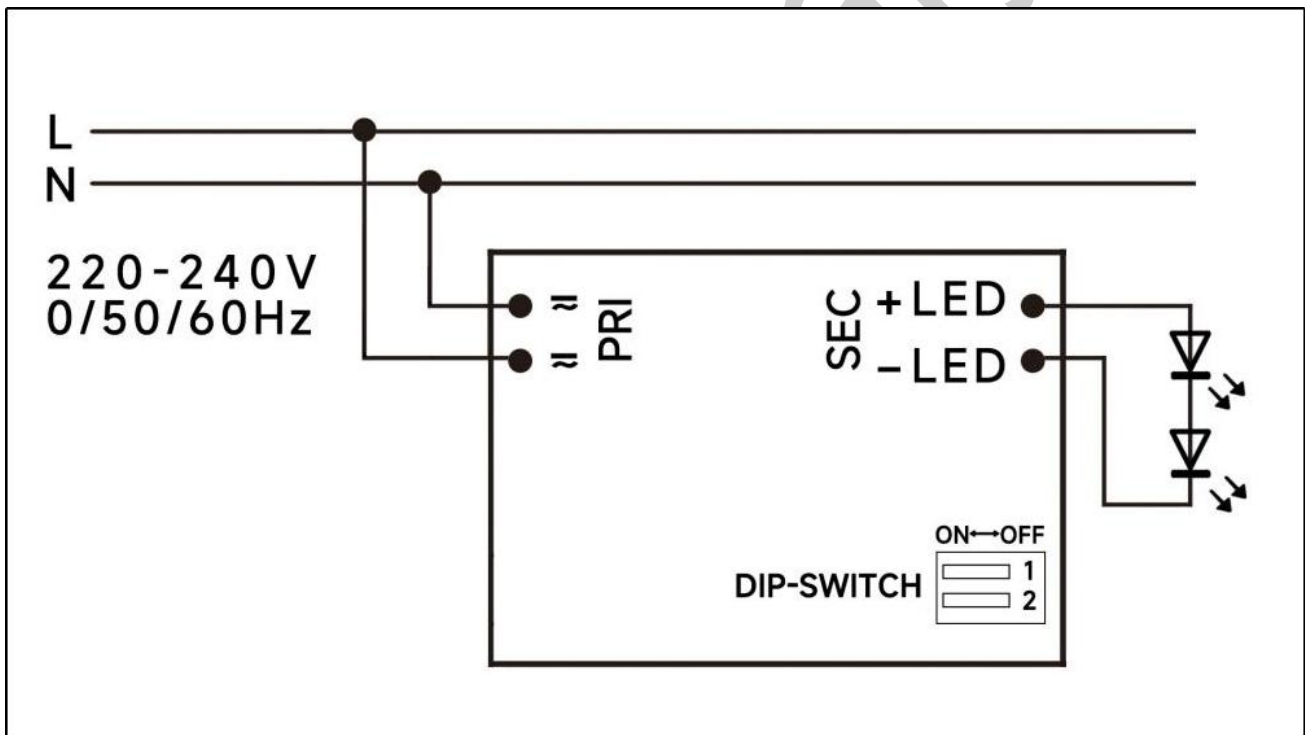 L
N
220-240V
0/50/60Hz
PRI
SEC
+LED
−LED
ON↔OFF
DIP-SWITCH
1
2